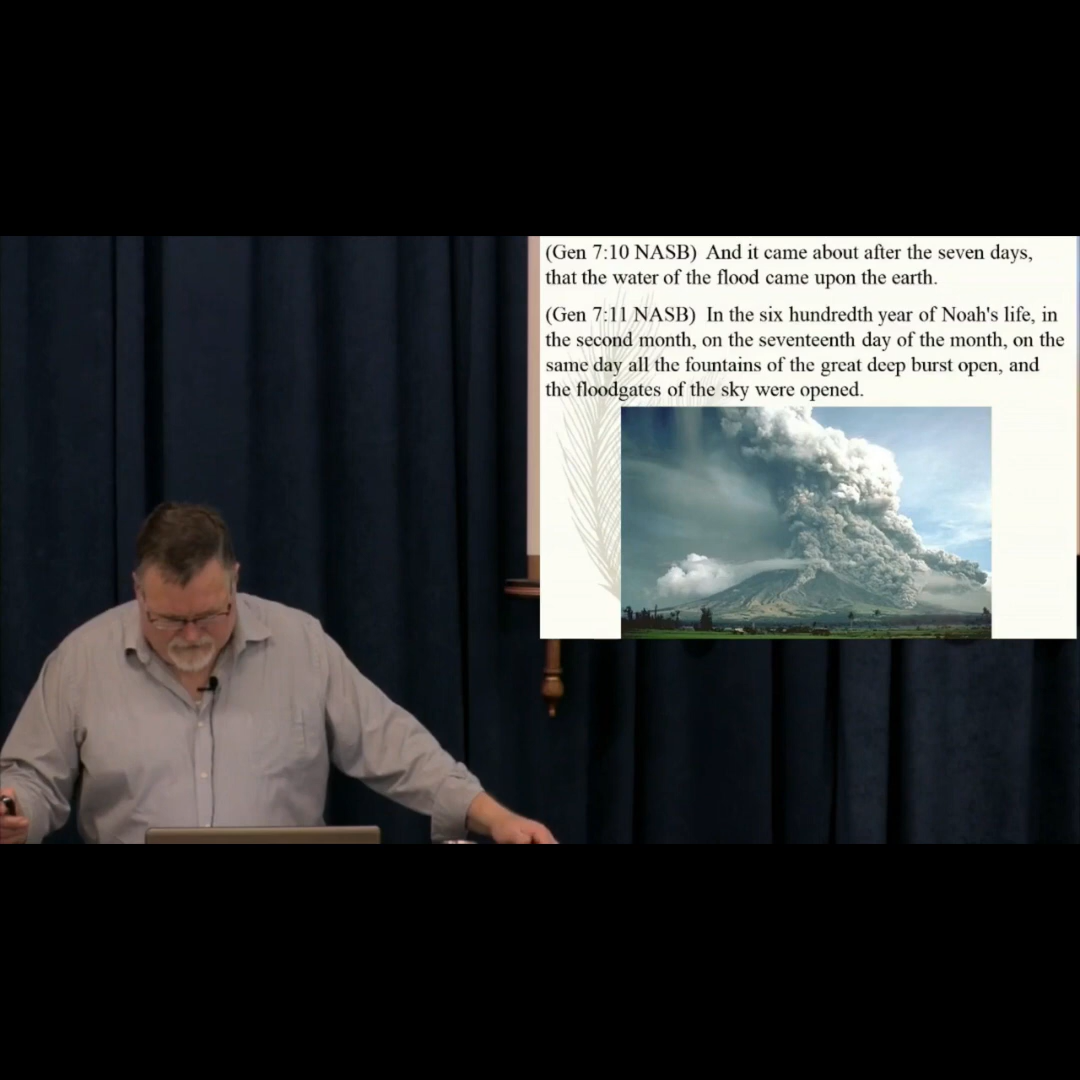 (Gen 7:10 NASB) And it came about after the seven days,
that the water of the flood came upon the earth.
(Gen 7:11 NASB) In the six hundredth year of Noah's life, in
the second month, on the seventeenth day of the month, on the
same day all the fountains of the great deep burst open, and
the floodgates of the sky were opened.